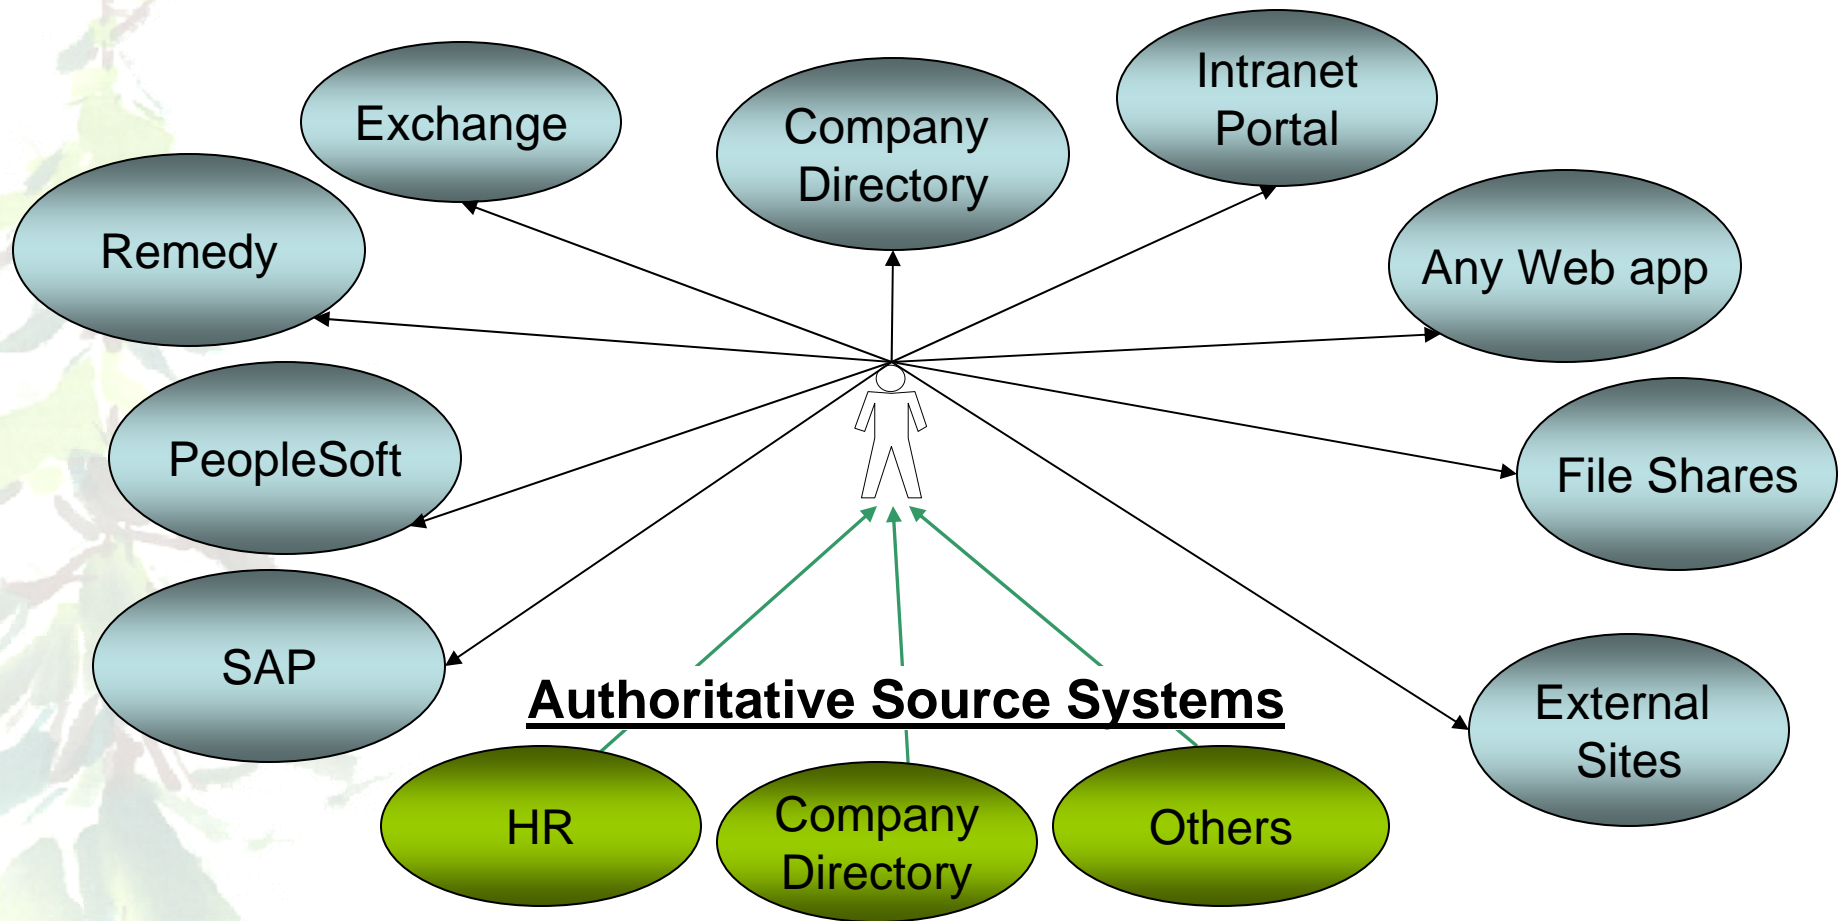 Intranet
Portal
Exchange
Company
Directory
Remedy
Any Web app
PeopleSoft
File Shares
SAP
Authoritative Source Systems
External
Sites
HR
Company
Directory
Others